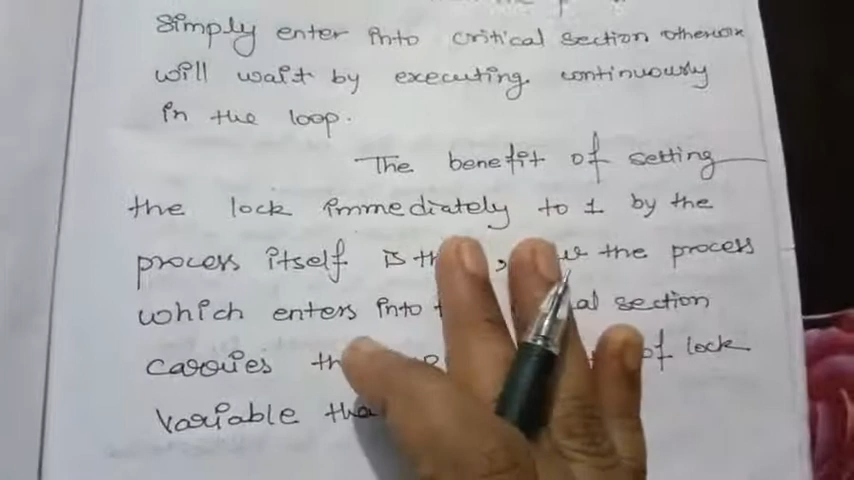 Simply enter into critical section otherwise
will wait by executing continuously
in the loop.
The benefit of setting
the lock immediately to 1 by the
process itself is the process
which enters into section
carries of lock
variable